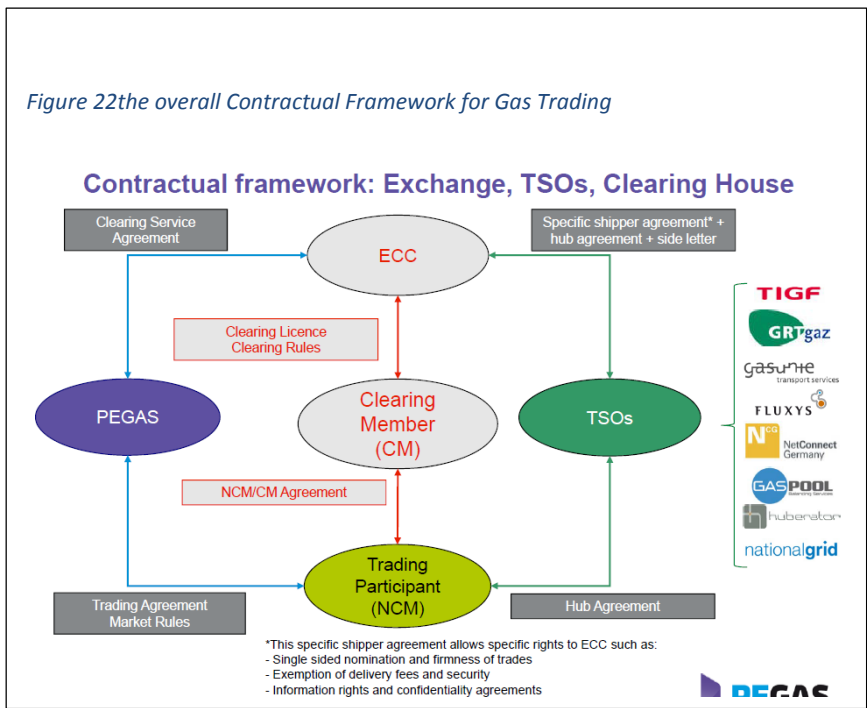 Figure 22the overall Contractual Framework for Gas Trading
Contractual framework: Exchange, TSOs, Clearing House
Clearing Service
Agreement
Specific shipper agreement* +
hub agreement + side letter
ECC
TIGF
GRTgaz
Clearing Licence
Clearing Rules
gasunie
transport services
PEGAS
Clearing
Member
(CM)
TSOs
FLUXYS
NCG
NetConnect
Germany
NCM/CM Agreement
GASPOOL
Balancing Services
huberator
Trading
Participant
(NCM)
nationalgrid
Trading Agreement
Market Rules
Hub Agreement
*This specific shipper agreement allows specific rights to ECC such as:
- Single sided nomination and firmness of trades
- Exemption of delivery fees and security
- Information rights and confidentiality agreements
PEGAS